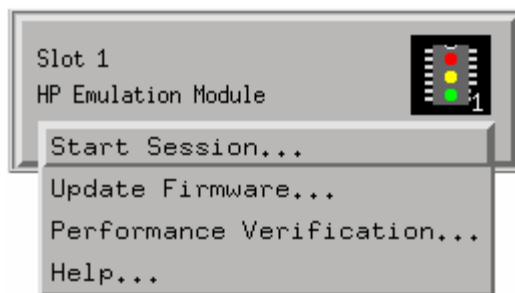 Slot 1
HP Emulation Module
1
Start Session...
Update Firmware...
Performance Verification...
Help...